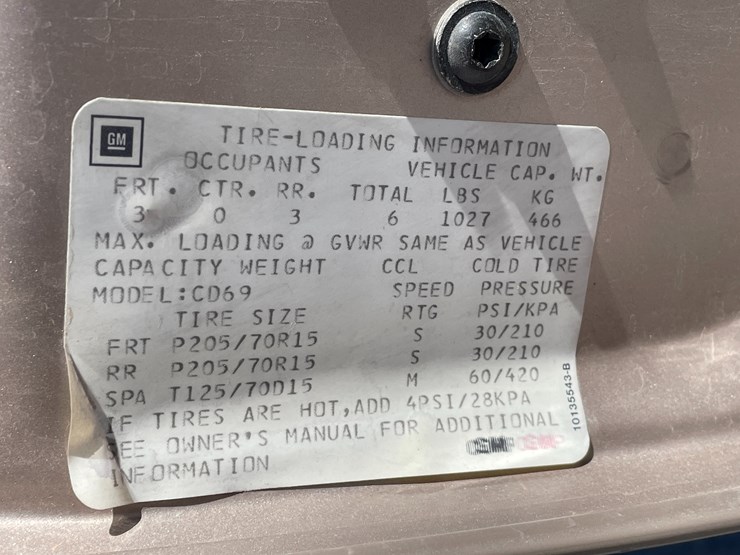 GM
TIRE-LOADING INFORMATION
OCCUPANTS VEHICLE CAP. WT.
FRT. CTR. RR. TOTAL LBS KG
3 0 3 6 1027 466
MAX. LOADING @ GVWR SAME AS VEHICLE
CAPACITY WEIGHT CCL COLD TIRE
MODEL:CD69 SPEED PRESSURE
TIRE SIZE RTG PSI/KPA
FRT P205/70R15 S 30/210
RR P205/70R15 S 30/210
SPA T125/70D15 M 60/420
IF TIRES ARE HOT,ADD 4PSI/28KPA
SEE OWNER'S MANUAL FOR ADDITIONAL
INFORMATION
GM GM
10135543-B